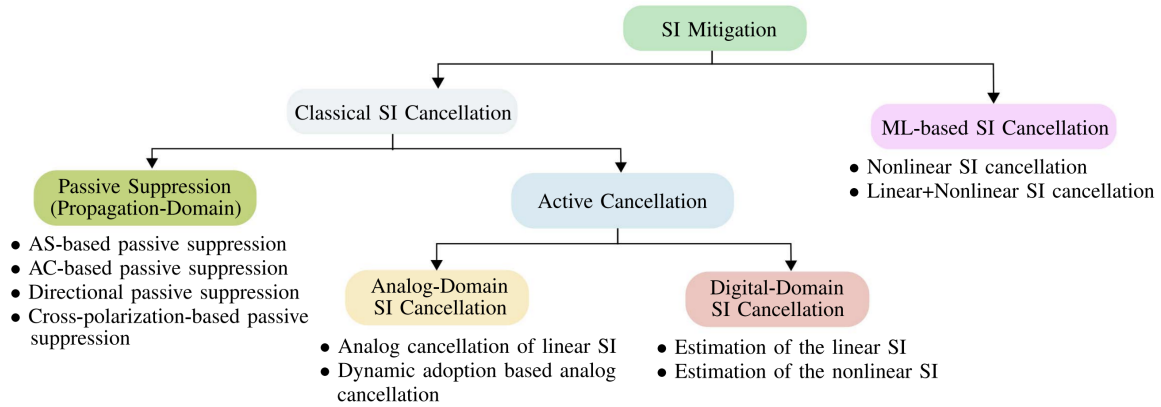 SI Mitigation
Classical SI Cancellation
ML-based SI Cancellation
● Nonlinear SI cancellation
● Linear+Nonlinear SI cancellation
Passive Suppression
(Propagation-Domain)
● AS-based passive suppression
● AC-based passive suppression
● Directional passive suppression
● Cross-polarization-based passive
suppression
Active Cancellation
Analog-Domain
SI Cancellation
● Analog cancellation of linear SI
● Dynamic adoption based analog
cancellation
Digital-Domain
SI Cancellation
● Estimation of the linear SI
● Estimation of the nonlinear SI